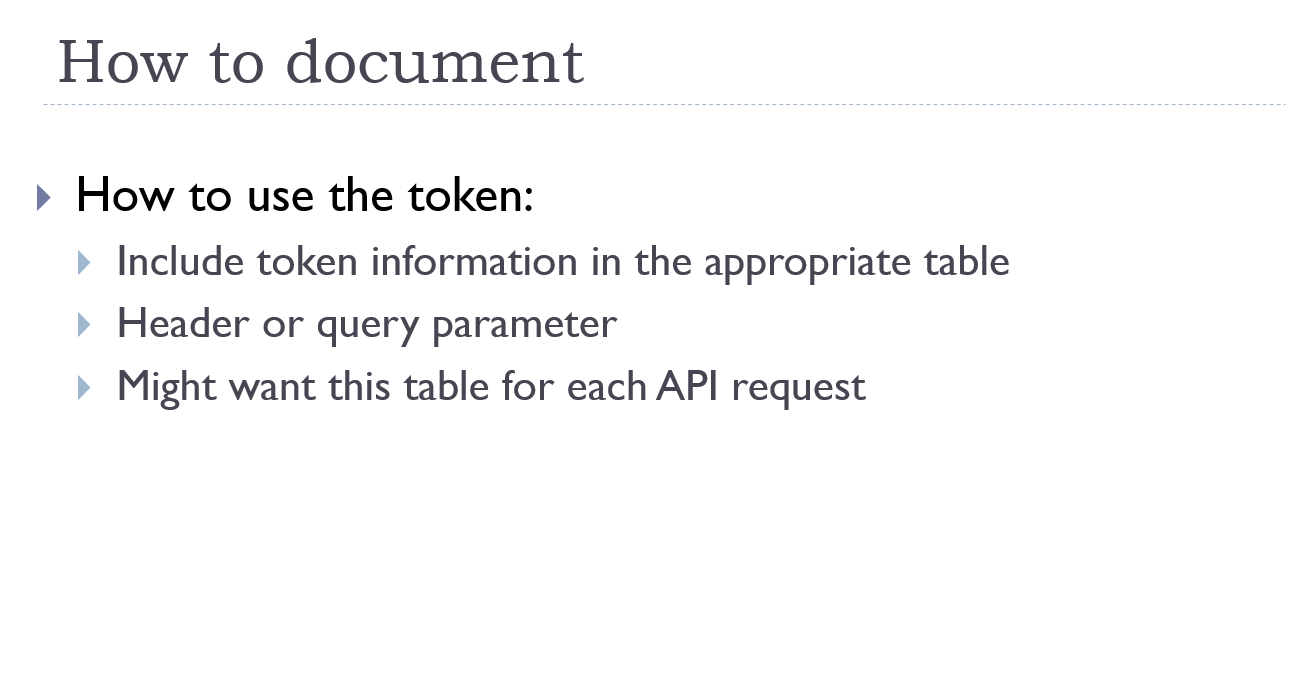 How to document
How to use the token:
Include token information in the appropriate table
Header or query parameter
Might want this table for each API request